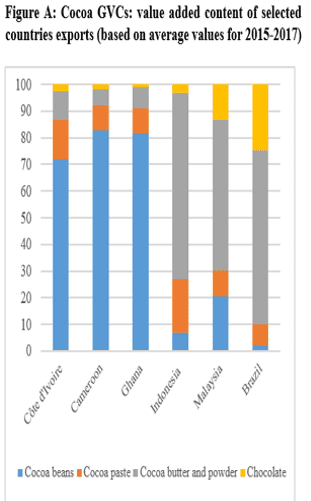 Figure A: Cocoa GVCs: value added content of selected
countries exports (based on average values for 2015-2017)
100
90
80
70
60
50
40
30
20
10
0
Côte d'Ivoire
Cameroon
Ghana
Indonesia
Malaysia
Brazil
Cocoa beans Cocoa paste Cocoa butter and powder Chocolate